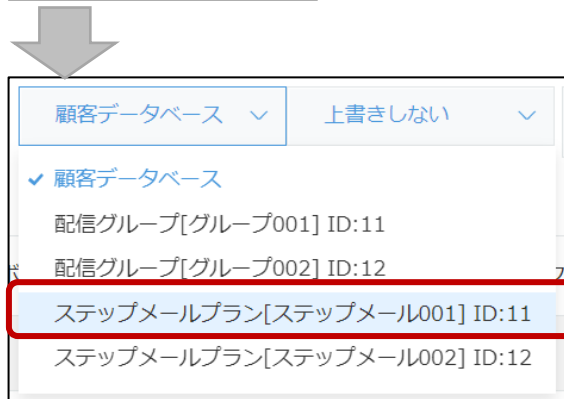 顧客データベース 上書きしない
顧客データベース
配信グループ[グループ001] ID:11
配信グループ[グループ002] ID:12
ステップメールプラン[ステップメール001] ID:11
ステップメールプラン[ステップメール002] ID:12